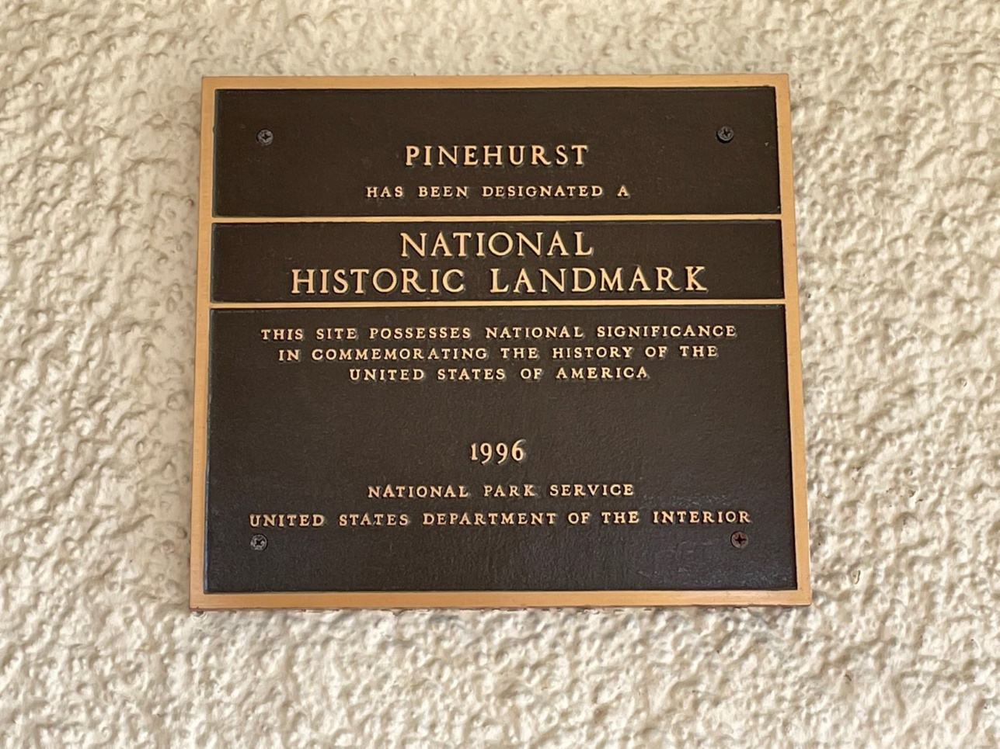 PINEHURST
HAS BEEN DESIGNATED A
NATIONAL
HISTORIC LANDMARK
THIS SITE POSSESSES NATIONAL SIGNIFICANCE
IN COMMEMORATING THE HISTORY OF THE
UNITED STATES OF AMERICA
1996
NATIONAL PARK SERVICE
UNITED STATES DEPARTMENT OF THE INTERIOR